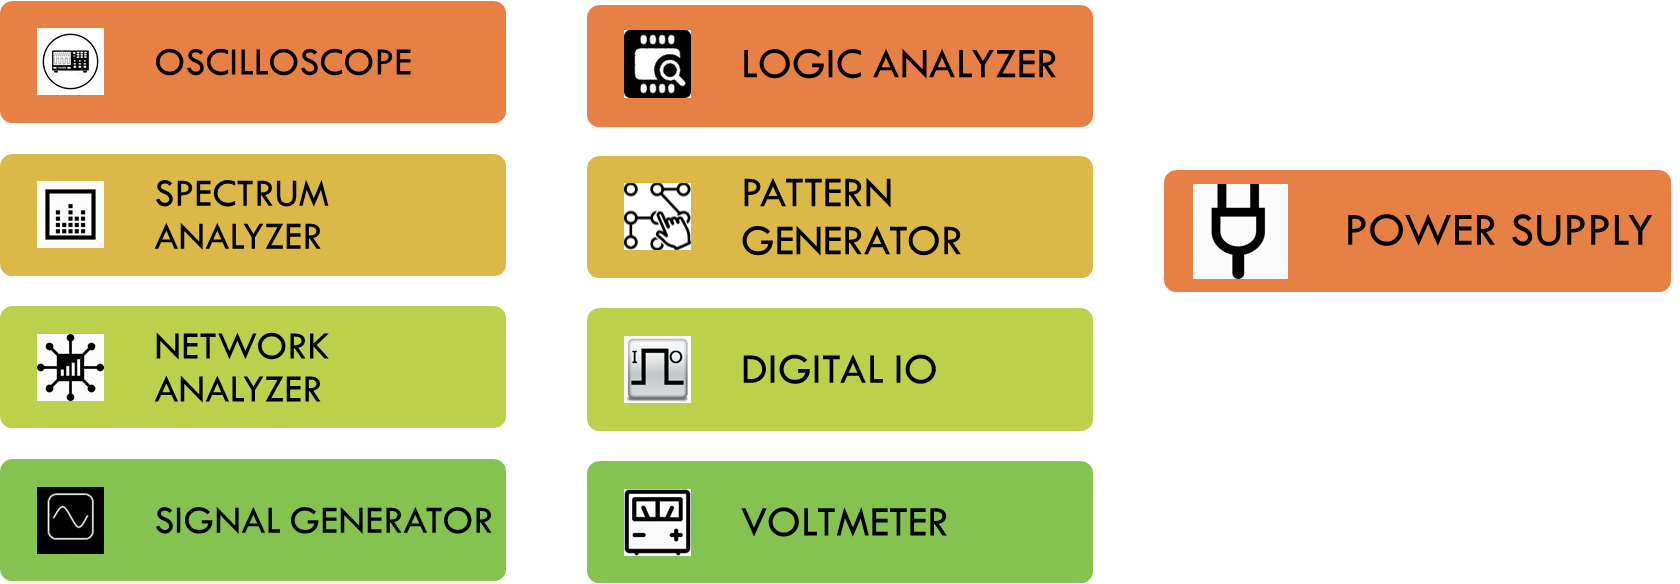 OSCILLOSCOPE
SPECTRUM
ANALYZER
NETWORK
ANALYZER
SIGNAL GENERATOR
LOGIC ANALYZER
PATTERN
GENERATOR
I O
DIGITAL IO
VOLTMETER
POWER SUPPLY